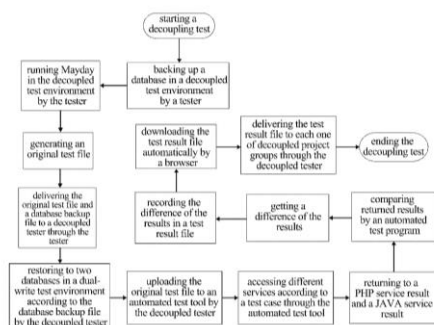 starting a
decoupling test
backing up a
database in a decoupled
test environment
by a tester
running Mayday
in the decoupled
test environment
by the tester
generating an
original test file
delivering the
original test file and
a database backup
file to a decoupled
tester through the
tester
restoring to two
databases in a dual-
write test environment
according to the
database backup file
by the decoupled tester
uploading the
original test file to an
automated test tool by
the decoupled tester
accessing different
services according to
a test case through the
automated test tool
returning to a
PHP service result
and a JAVA service
result
comparing
returned results
by an automated
test program
getting a
difference of the
results
recording the
difference of the
results in a test
result file
downloading the
test result file
automatically by
a browser
delivering the test
result file to each one
of decoupled project
groups through the
decoupled tester
ending the
decoupling test